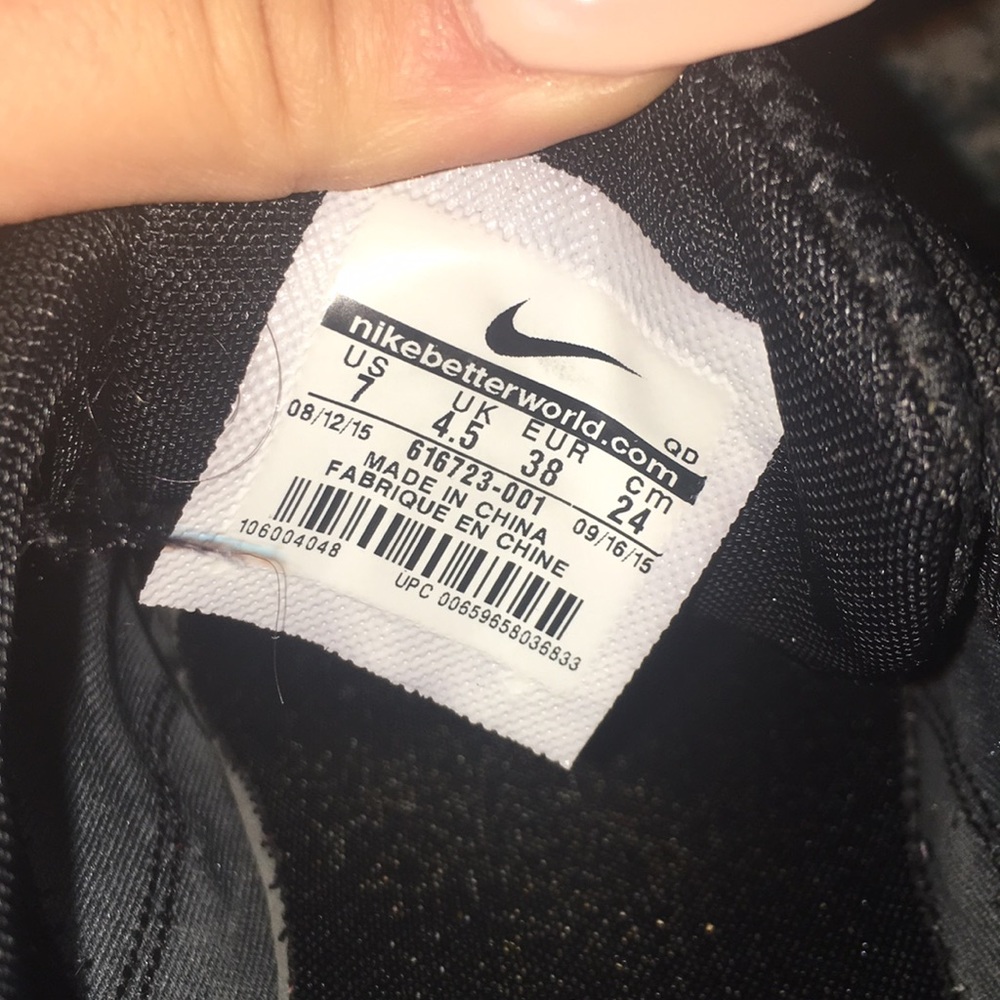 nikebetterworld.com
QD
US UK EUR cm
7 4.5 38 24
08/12/15 616723-001 09/16/15
MADE IN CHINA
FABRIQUE EN CHINE
106004048
UPC 00659658036833